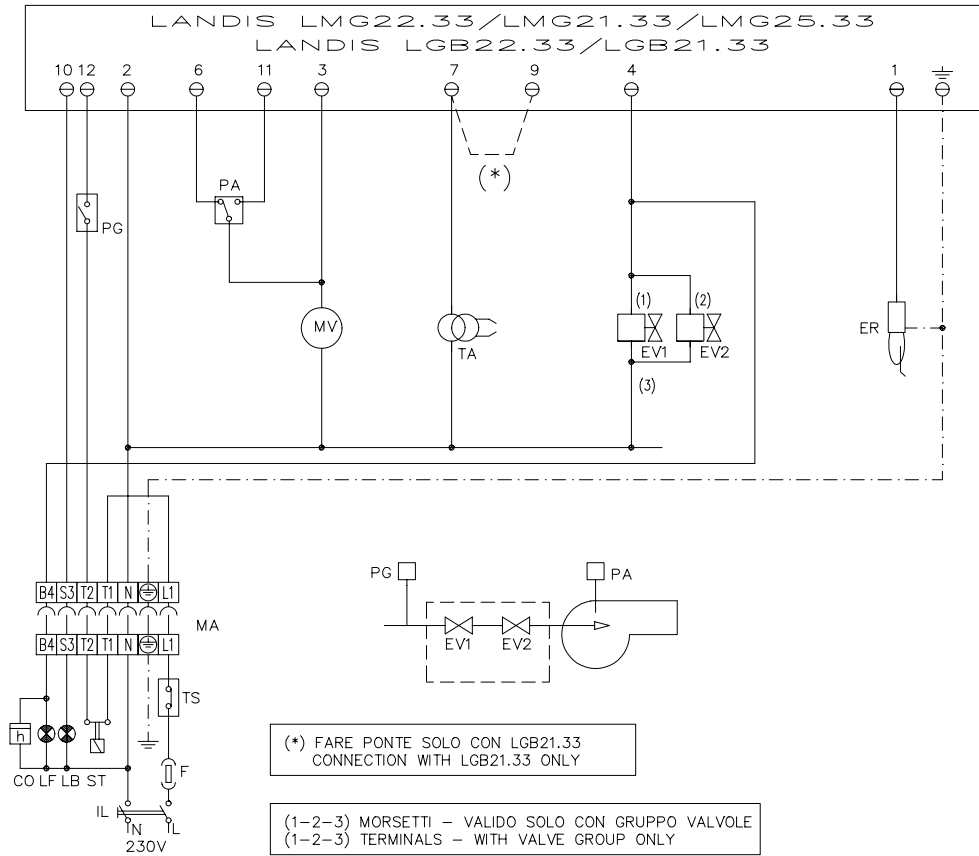 LANDIS LMG22.33/LMG21.33/LMG25.33
LANDIS LGB22.33/LGB21.33
10 12 2 6 11 3 7 9 4 1
(*)
PA
PG
(1) (2)
MV
TA
EV1 EV2
ER
(3)
B4 S3 T2 T1 N L1
MA
B4 S3 T2 T1 N L1
PG PA
EV1 EV2
TS
h
F
CO LF LB ST
IL
N L
230V
(*) FARE PONTE SOLO CON LGB21.33
CONNECTION WITH LGB21.33 ONLY
(1-2-3) MORSETTI - VALIDO SOLO CON GRUPPO VALVOLE
(1-2-3) TERMINALS - WITH VALVE GROUP ONLY